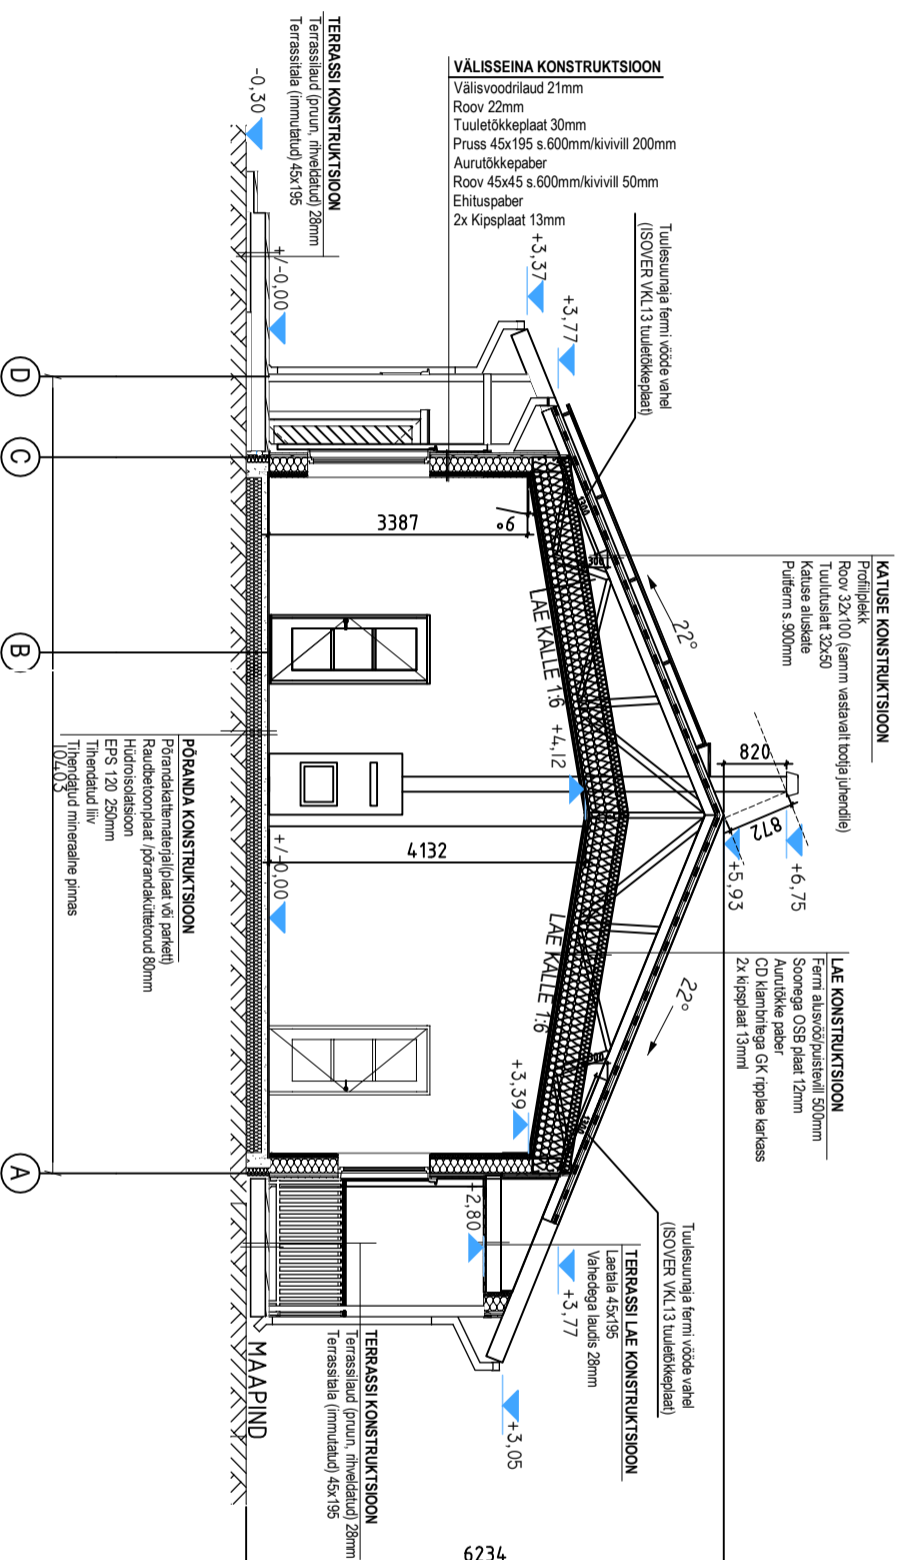 VÄLISSEINA KONSTRUKTSIOON
Välisvoodrilaud 21mm
Roov 22mm
Tuuletõkkeplaat 30mm
Pruss 45x195 s.600mm/kivivill 200mm
Aurutõkkepaber
Roov 45x45 s.600mm/kivivill 50mm
Ehituspaber
2x Kipsplaat 13mm
TERRASSI KONSTRUKTSIOON
Terrassilaud (pruun, rihveldatud) 28mm
Terrassitala (immutatud) 45x195
-0,30
+/-0,00
+3,37
+3,77
Tuulesuunaja fermi vööde vahel
(ISOVER VKL13 tuuletõkkeplaat)
KATUSE KONSTRUKTSIOON
Profiilplekk
Roov 32x100 (samm vastavalt tootja juhendile)
Tuulutuslatt 32x50
Katuse aluskate
Puitferm s.900mm
22°
3387
9°
1300
300
LAE KALLE 1:6
+4,12
820
872
+6,75
+5,93
4132
+/-0,00
LAE KALLE 1:6
22°
LAE KONSTRUKTSIOON
Fermi alusvöö/puistevill 500mm
Soonega OSB plaat 12mm
Aurutõkke paber
CD klambritega GK ripplae karkass
2x kipsplaat 13mml
PÕRANDA KONSTRUKTSIOON
Põrandakattematerjal(plaat või parkett)
Raudbetoonplaat /põrandaküttetorud 80mm
Hüdroisolatsioon
EPS 120 250mm
Tihendatud liiv
Tihendatud mineraalne pinnas
10403
+3,39
300
1300
Tuulesuunaja fermi vööde vahel
(ISOVER VKL13 tuuletõkkeplaat)
+2,80
+3,77
TERRASSI LAE KONSTRUKTSIOON
Laetala 45x195
Vahedega laudis 28mm
+3,05
TERRASSI KONSTRUKTSIOON
Terrassilaud (pruun, rihveldatud) 28mm
Terrassitala (immutatud) 45x195
MAAPIND
6234
D
C
B
A